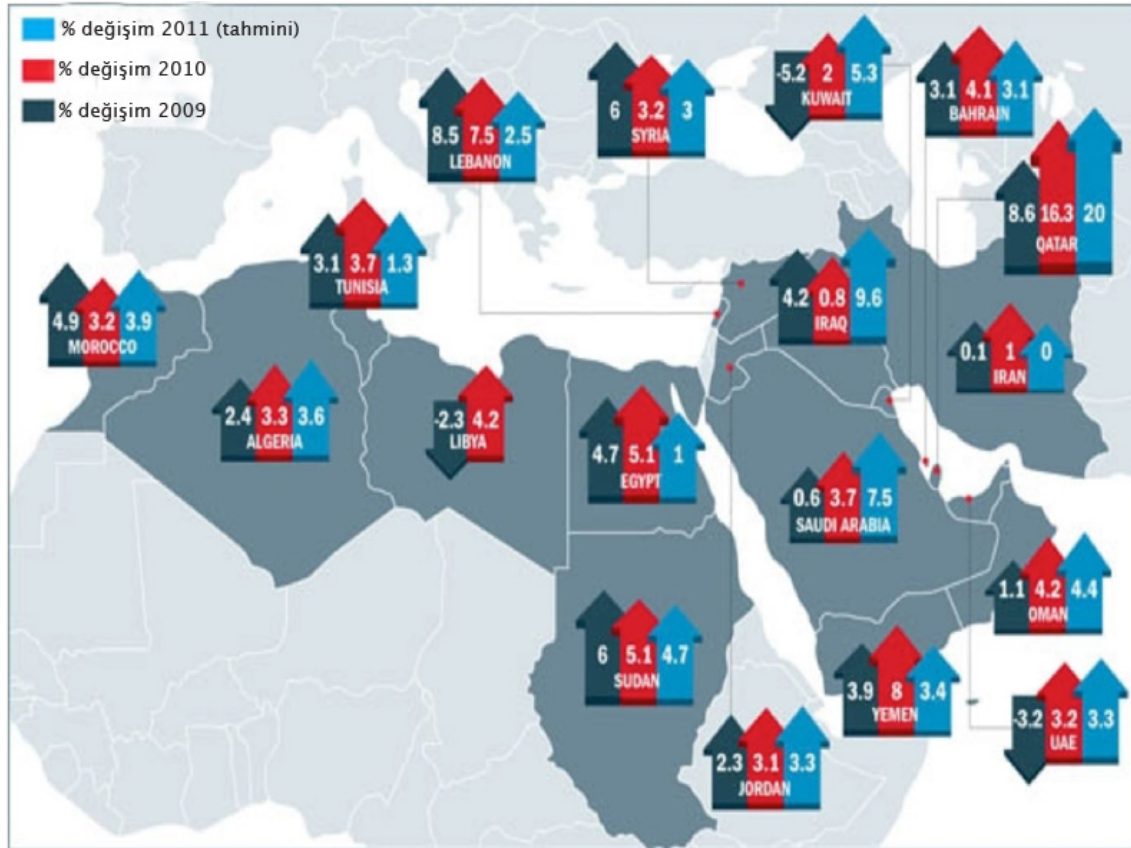 % değişim 2011 (tahmini)
% değişim 2010
% değişim 2009
8.5 7.5 2.5
LEBANON
6 3.2 3
SYRIA
-5.2 2 5.3
KUWAIT
3.1 4.1 3.1
BAHRAIN
8.6 16.3 20
QATAR
3.1 3.7 1.3
TUNISIA
4.9 3.2 3.9
MOROCCO
4.2 0.8 9.6
IRAQ
0.1 1 0
IRAN
2.4 3.3 3.6
ALGERIA
-2.3 4.2
LIBYA
4.7 5.1 1
EGYPT
0.6 3.7 7.5
SAUDI ARABIA
1.1 4.2 4.4
OMAN
6 5.1 4.7
SUDAN
3.9 8 3.4
YEMEN
-3.2 3.2 3.3
UAE
2.3 3.1 3.3
JORDAN